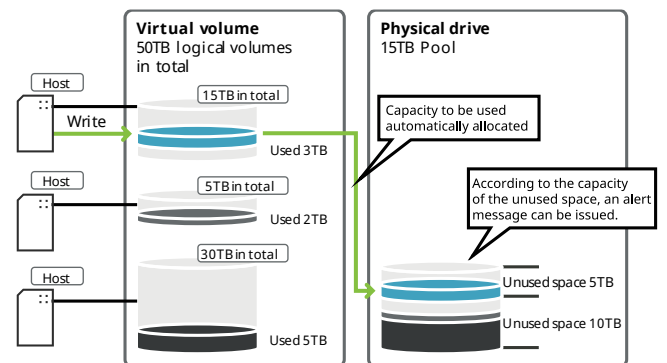 Virtual volume
50TB logical volumes
in total
Physical drive
15TB Pool
Host
15TB in total
Write
Used 3TB
Capacity to be used
automatically allocated
Host
5TB in total
Used 2TB
According to the capacity
of the unused space, an alert
message can be issued.
Host
30TB in total
Used 5TB
Unused space 5TB
Unused space 10TB